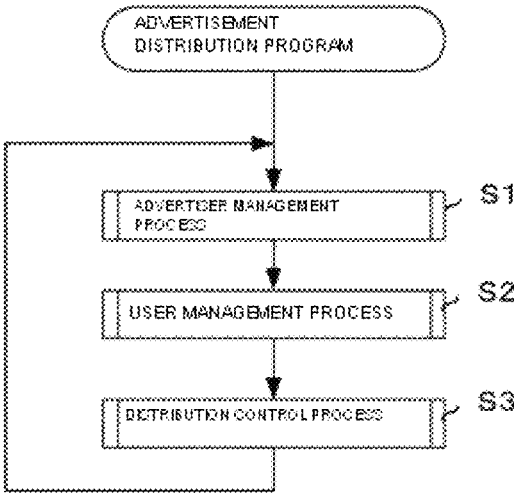 ADVERTISEMENT
DISTRIBUTION PROGRAM
S1
ADVERTISER MANAGEMENT
PROCESS
S2
USER MANAGEMENT PROCESS
S3
DISTRIBUTION CONTROL PROCESS